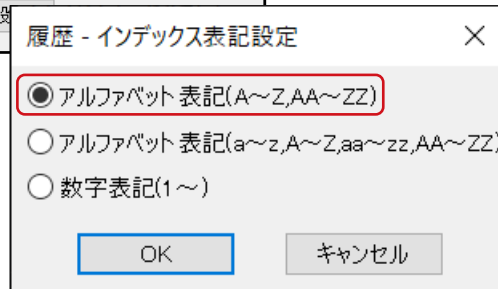 履歴 - インデックス表記設定
アルファベット 表記(A～Z,AA～ZZ)
アルファベット 表記(a～z,A～Z,aa～zz,AA～ZZ)
数字表記(1～)
OK キャンセル